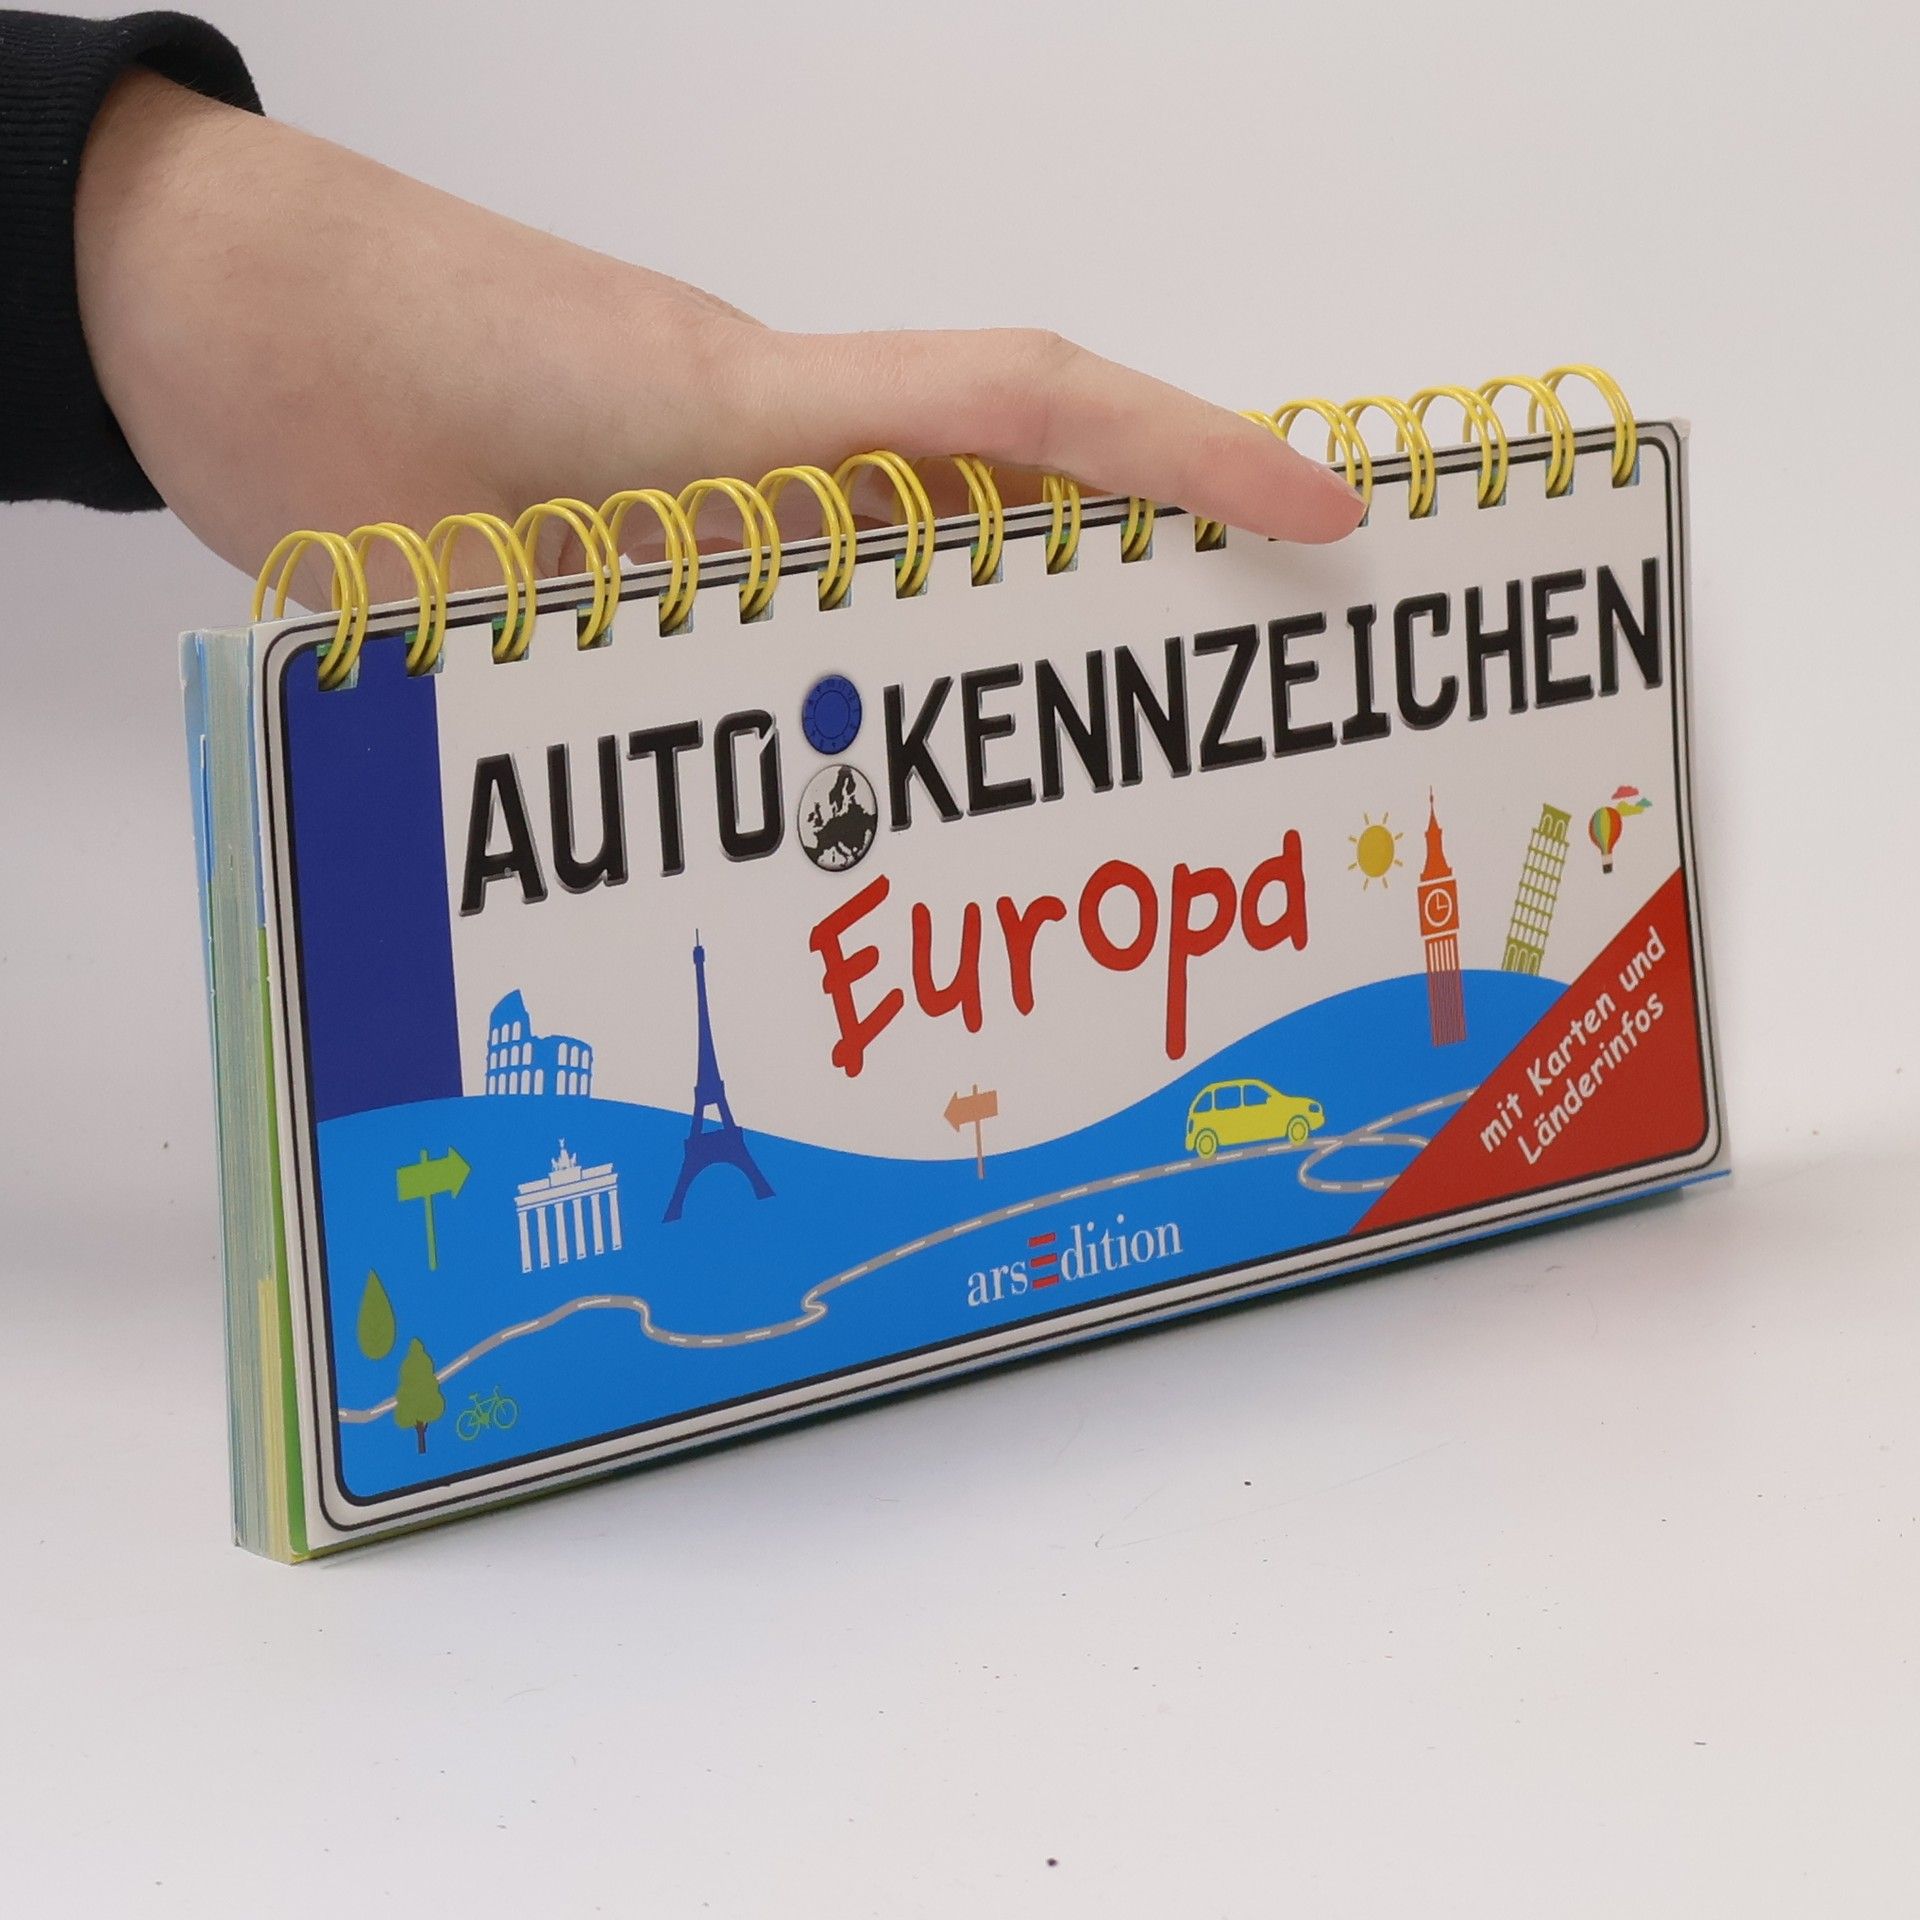 AUTO KENNZEICHEN
Europa
mit Karten und
Länderinfos
arsEdition